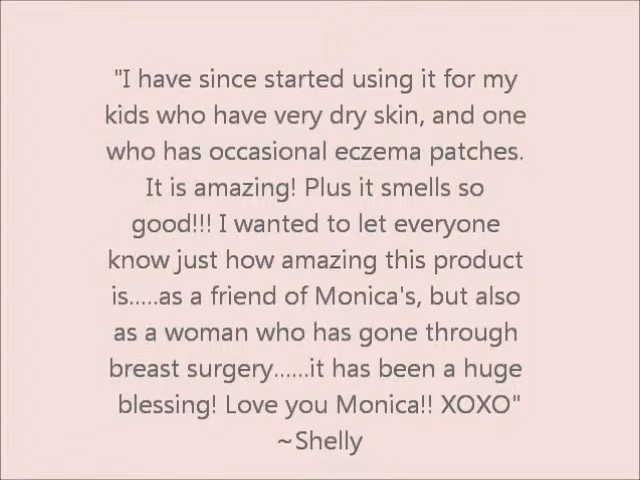 "I have since started using it for my
kids who have very dry skin, and one
who has occasional eczema patches.
It is amazing! Plus it smells so
good!!! I wanted to let everyone
know just how amazing this product
is.....as a friend of Monica's, but also
as a woman who has gone through
breast surgery......it has been a huge
blessing! Love you Monica!! XOXO"
~Shelly